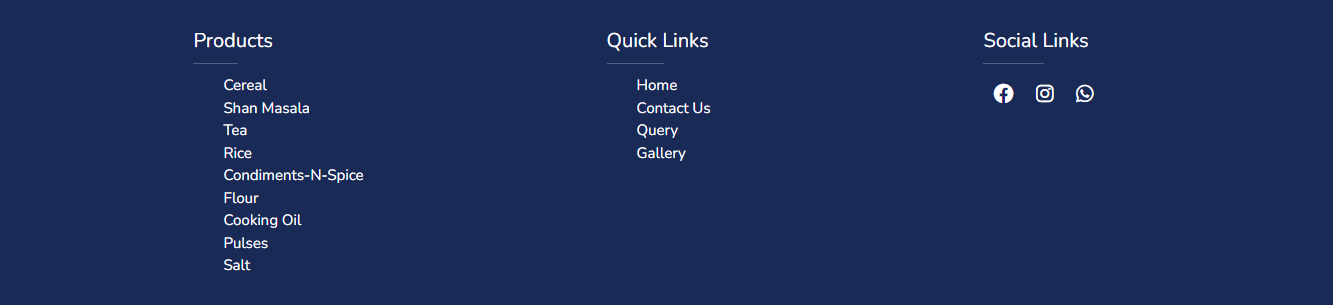 Products
Cereal
Shan Masala
Tea
Rice
Condiments-N-Spice
Flour
Cooking Oil
Pulses
Salt
Quick Links
Home
Contact Us
Query
Gallery
Social Links